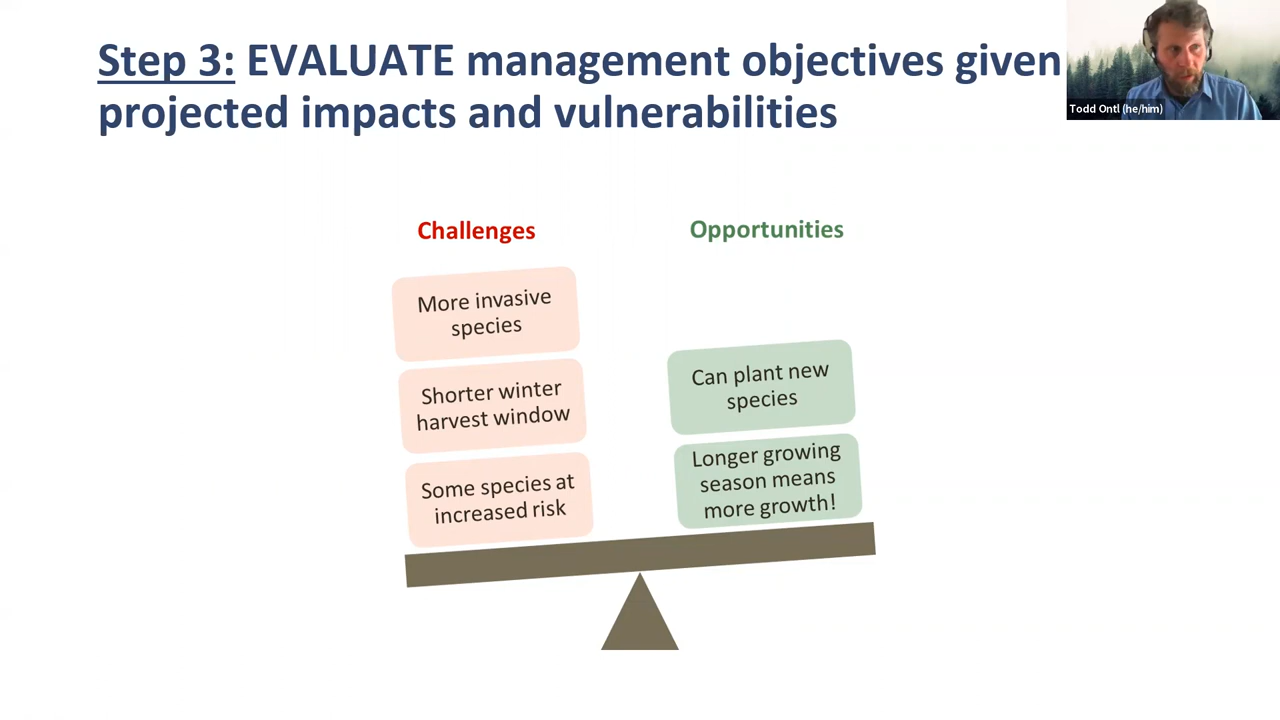 Step 3: EVALUATE management objectives given
projected impacts and vulnerabilities
Todd Ontl (he/him)
Challenges
More invasive
species
Shorter winter
harvest window
Some species at
increased risk
Opportunities
Can plant new
species
Longer growing
season means
more growth!